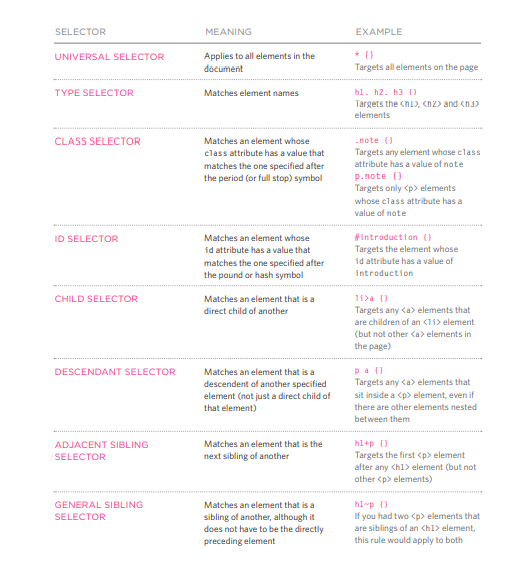 SELECTOR MEANING EXAMPLE
UNIVERSAL SELECTOR
Applies to all elements in the
document
* {}
Targets all elements on the page
TYPE SELECTOR
Matches element names
h1, h2, h3 {}
Targets the <h1>, <h2> and <h3>
elements
CLASS SELECTOR
Matches an element whose
class attribute has a value that
matches the one specified after
the period (or full stop) symbol
.note {}
Targets any element whose class
attribute has a value of note
p.note {}
Targets only <p> elements
whose class attribute has a
value of note
ID SELECTOR
Matches an element whose
id attribute has a value that
matches the one specified after
the pound or hash symbol
#introduction {}
Targets the element whose
id attribute has a value of
introduction
CHILD SELECTOR
Matches an element that is a
direct child of another
li>a {}
Targets any <a> elements that
are children of an <li> element
(but not other <a> elements in
the page)
DESCENDANT SELECTOR
Matches an element that is a
descendent of another specified
element (not just a direct child of
that element)
p a {}
Targets any <a> elements that
sit inside a <p> element, even if
there are other elements nested
between them
ADJACENT SIBLING
SELECTOR
Matches an element that is the
next sibling of another
h1+p {}
Targets the first <p> element
after any <h1> element (but not
other <p> elements)
GENERAL SIBLING
SELECTOR
Matches an element that is a
sibling of another, although it
does not have to be the directly
preceding element
h1~p {}
If you had two <p> elements that
are siblings of an <h1> element,
this rule would apply to both